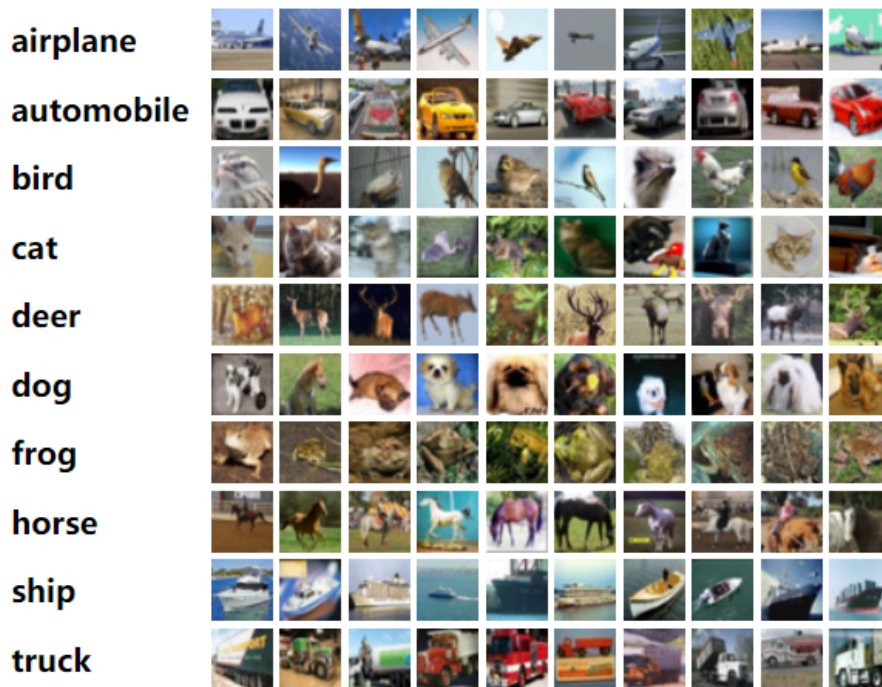 airplane
automobile
bird
cat
deer
dog
frog
horse
ship
truck